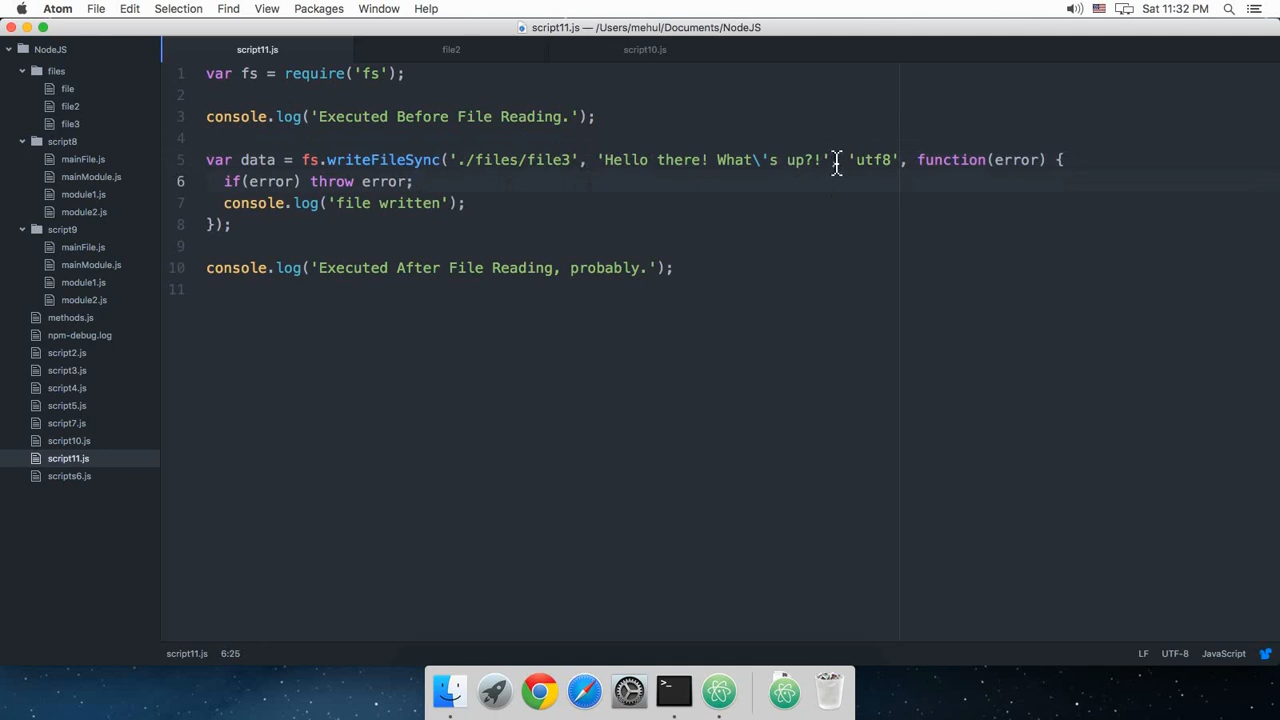 Atom File Edit Selection Find View Packages Window Help Sat 11:32 PM
script11.js — /Users/mehul/Documents/NodeJS
NodeJS
files
file
file2
file3
script8
mainFile.js
mainModule.js
module1.js
module2.js
script9
mainFile.js
mainModule.js
module1.js
module2.js
methods.js
npm-debug.log
script2.js
script3.js
script4.js
script5.js
script7.js
script10.js
script11.js
scripts6.js
script11.js file2 script10.js
1 var fs = require('fs');
2
3 console.log('Executed Before File Reading.');
4
5 var data = fs.writeFileSync('./files/file3', 'Hello there! What\'s up?!', 'utf8', function(error) {
6 if(error) throw error;
7 console.log('file written');
8 });
9
10 console.log('Executed After File Reading, probably.');
11
script11.js 6:25 LF UTF-8 JavaScript